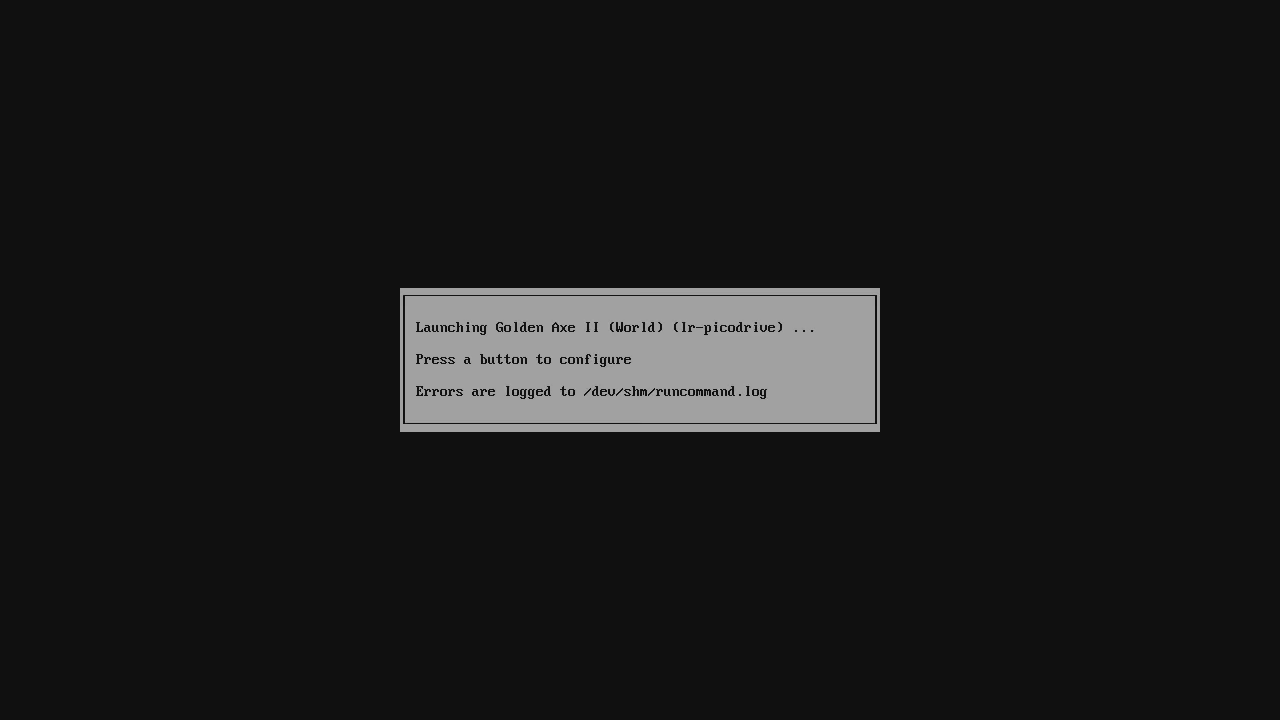 Launching Golden Axe II (World) (lr-picodrive) ...
Press a button to configure
Errors are logged to /dev/shm/runcommand.log